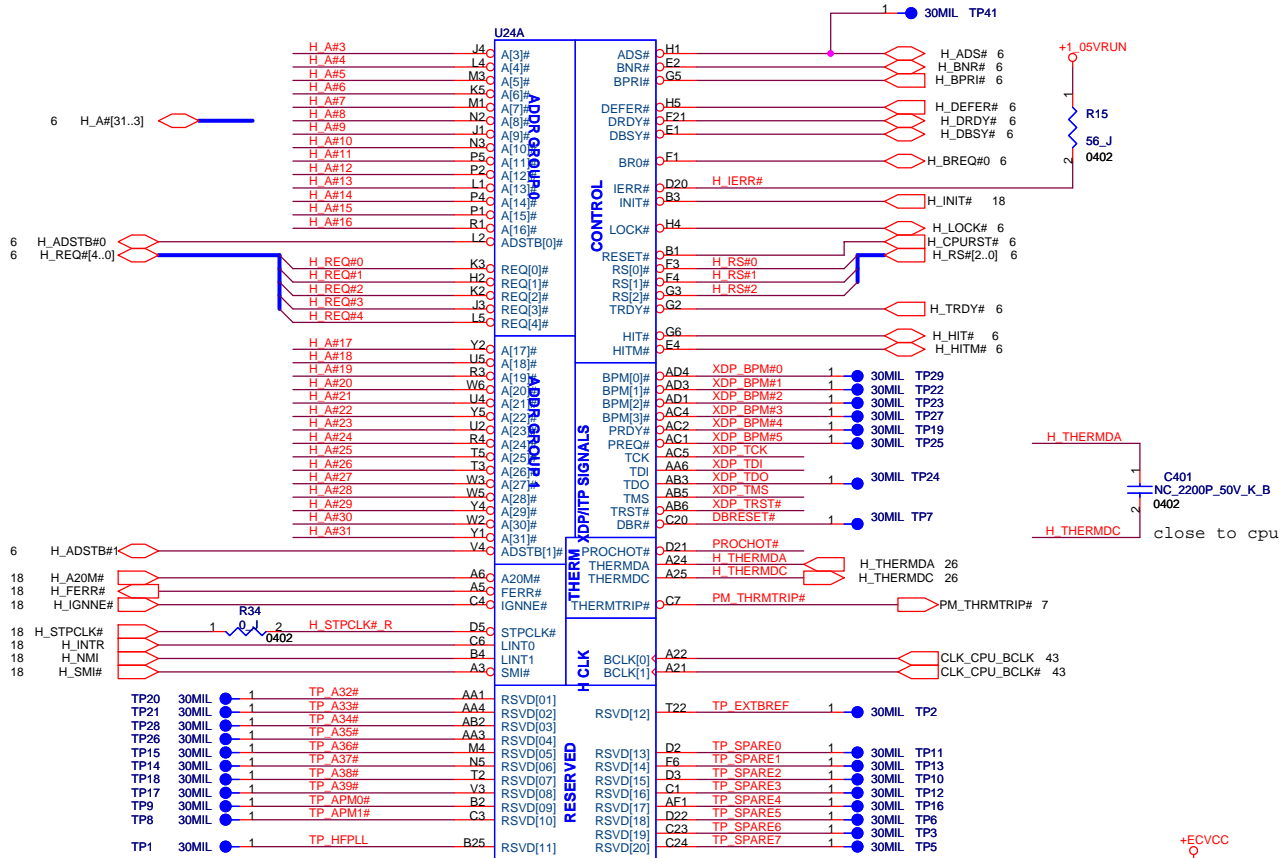 1 30MIL TP41
U24A
H_A#3 J4 A[3]# ADS# H1 H_ADS# 6 +1_05VRUN
H_A#4 L4 A[4]# BNR# E2 H_BNR# 6
H_A#5 M3 A[5]# BPRI# G5 H_BPRI# 6
H_A#6 K5 A[6]# 1
H_A#7 M1 A[7]# DEFER# H5 H_DEFER# 6 R15
6 H_A#[31..3] H_A#8 N2 A[8]# DRDY# F21 H_DRDY# 6
H_A#9 J1 A[9]# DBSY# E1 H_DBSY# 6 56_J
H_A#10 N3 A[10]# 0402
H_A#11 P5 A[11]# BR0# F1 H_BREQ#0 6 2
H_A#12 P2 A[12]#
H_A#13 L1 A[13]# IERR# D20 H_IERR#
H_A#14 P4 A[14]# INIT# B3 H_INIT# 18
H_A#15 P1 A[15]#
H_A#16 R1 A[16]# LOCK# H4 H_LOCK# 6
6 H_ADSTB#0 L2 ADSTB[0]# H_CPURST# 6
6 H_REQ#[4..0] RESET# B1 H_RS#[2..0] 6
H_REQ#0 K3 REQ[0]# RS[0]# F3 H_RS#0
H_REQ#1 H2 REQ[1]# RS[1]# F4 H_RS#1
H_REQ#2 K2 REQ[2]# RS[2]# G3 H_RS#2
H_REQ#3 J3 REQ[3]# TRDY# G2 H_TRDY# 6
H_REQ#4 L5 REQ[4]#
HIT# G6 H_HIT# 6
HITM# E4 H_HITM# 6
ADDR GROUP 0
CONTROL
H_A#17 Y2 A[17]#
H_A#18 U5 A[18]#
H_A#19 R3 A[19]# BPM[0]# AD4 XDP_BPM#0 1 30MIL TP29
H_A#20 W6 A[20]# BPM[1]# AD3 XDP_BPM#1 1 30MIL TP22
H_A#21 U4 A[21]# BPM[2]# AD1 XDP_BPM#2 1 30MIL TP23
H_A#22 Y5 A[22]# BPM[3]# AC4 XDP_BPM#3 1 30MIL TP27
H_A#23 U2 A[23]# PRDY# AC2 XDP_BPM#4 1 30MIL TP19
H_A#24 R4 A[24]# PREQ# AC1 XDP_BPM#5 1 30MIL TP25
H_A#25 T5 A[25]# TCK AC5 XDP_TCK
H_A#26 T3 A[26]# TDI AA6 XDP_TDI
H_A#27 W3 A[27]# TDO AB3 XDP_TDO 1 30MIL TP24
H_A#28 W5 A[28]# TMS AB5 XDP_TMS
H_A#29 Y4 A[29]# TRST# AB6 XDP_TRST#
H_A#30 W2 A[30]# DBR# C20 DBRESET# 1 30MIL TP7
H_A#31 Y1 A[31]#
6 H_ADSTB#1 V4 ADSTB[1]# PROCHOT# D21 PROCHOT#
ADDR GROUP 1
XDP/ITP SIGNALS
H_THERMDA
1
C401
NC_2200P_50V_K_B
0402
2
H_THERMDC close to cpu
THERMDA A24 H_THERMDA H_THERMDA 26
18 H_A20M# A6 A20M# THERMDC A25 H_THERMDC H_THERMDC 26
18 H_FERR# A5 FERR#
18 H_IGNNE# C4 IGNNE# THERMTRIP# C7 PM_THRMTRIP# PM_THRMTRIP# 7
THERM
R34
18 H_STPCLK# 1 0_J 2 H_STPCLK#_R D5 STPCLK#
0402
18 H_INTR C6 LINT0
18 H_NMI B4 LINT1 BCLK[0] A22 CLK_CPU_BCLK 43
18 H_SMI# A3 SMI# BCLK[1] A21 CLK_CPU_BCLK# 43
H CLK
TP20 30MIL 1 TP_A32# AA1 RSVD[01]
TP21 30MIL 1 TP_A33# AA4 RSVD[02] RSVD[12] T22 TP_EXTBREF 1 30MIL TP2
TP28 30MIL 1 TP_A34# AB2 RSVD[03]
TP26 30MIL 1 TP_A35# AA3 RSVD[04]
TP15 30MIL 1 TP_A36# M4 RSVD[05] RSVD[13] D2 TP_SPARE0 1 30MIL TP11
TP14 30MIL 1 TP_A37# N5 RSVD[06] RSVD[14] F6 TP_SPARE1 1 30MIL TP13
TP18 30MIL 1 TP_A38# T2 RSVD[07] RSVD[15] D3 TP_SPARE2 1 30MIL TP10
TP17 30MIL 1 TP_A39# V3 RSVD[08] RSVD[16] C1 TP_SPARE3 1 30MIL TP12
TP9 30MIL 1 TP_APM0# B2 RSVD[09] RSVD[17] AF1 TP_SPARE4 1 30MIL TP16
TP8 30MIL 1 TP_APM1# C3 RSVD[10] RSVD[18] D22 TP_SPARE5 1 30MIL TP6
RSVD[19] C23 TP_SPARE6 1 30MIL TP3
TP1 30MIL 1 TP_HFPLL B25 RSVD[11] RSVD[20] C24 TP_SPARE7 1 30MIL TP5
RESERVED
+ECVCC